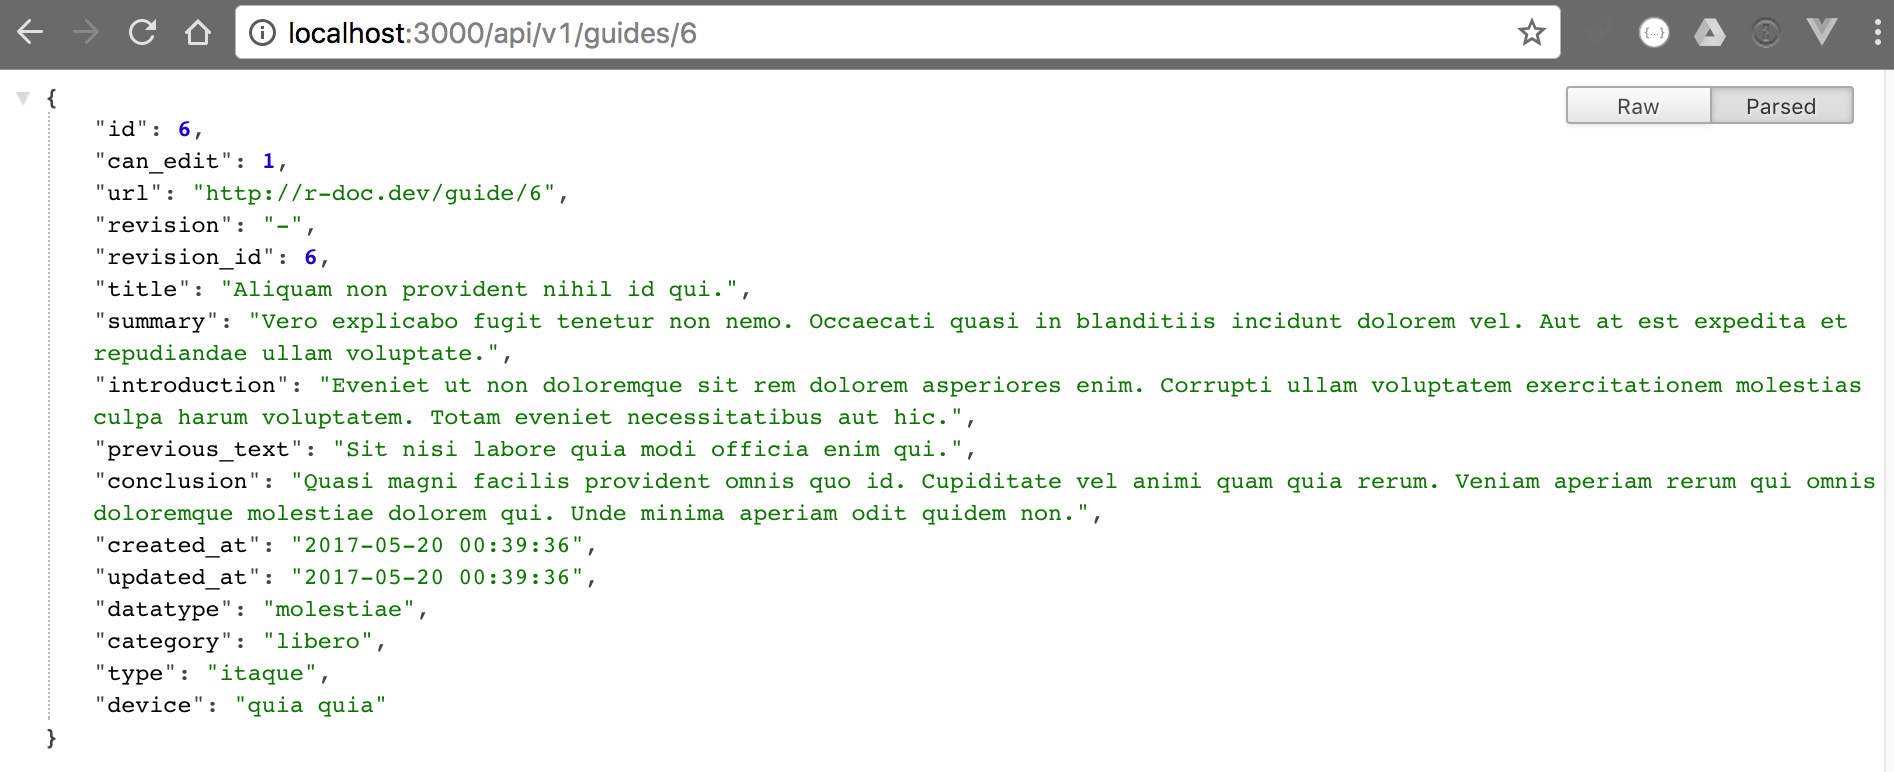 localhost:3000/api/v1/guides/6
Raw Parsed
{
"id": 6,
"can_edit": 1,
"url": "http://r-doc.dev/guide/6",
"revision": "-",
"revision_id": 6,
"title": "Aliquam non provident nihil id qui.",
"summary": "Vero explicabo fugit tenetur non nemo. Occaecati quasi in blanditiis incidunt dolorem vel. Aut at est expedita et
repudiandae ullam voluptate.",
"introduction": "Eveniet ut non doloremque sit rem dolorem asperiores enim. Corrupti ullam voluptatem exercitationem molestias
culpa harum voluptatem. Totam eveniet necessitatibus aut hic.",
"previous_text": "Sit nisi labore quia modi officia enim qui.",
"conclusion": "Quasi magni facilis provident omnis quo id. Cupiditate vel animi quam quia rerum. Veniam aperiam rerum qui omnis
doloremque molestiae dolorem qui. Unde minima aperiam odit quidem non.",
"created_at": "2017-05-20 00:39:36",
"updated_at": "2017-05-20 00:39:36",
"datatype": "molestiae",
"category": "libero",
"type": "itaque",
"device": "quia quia"
}